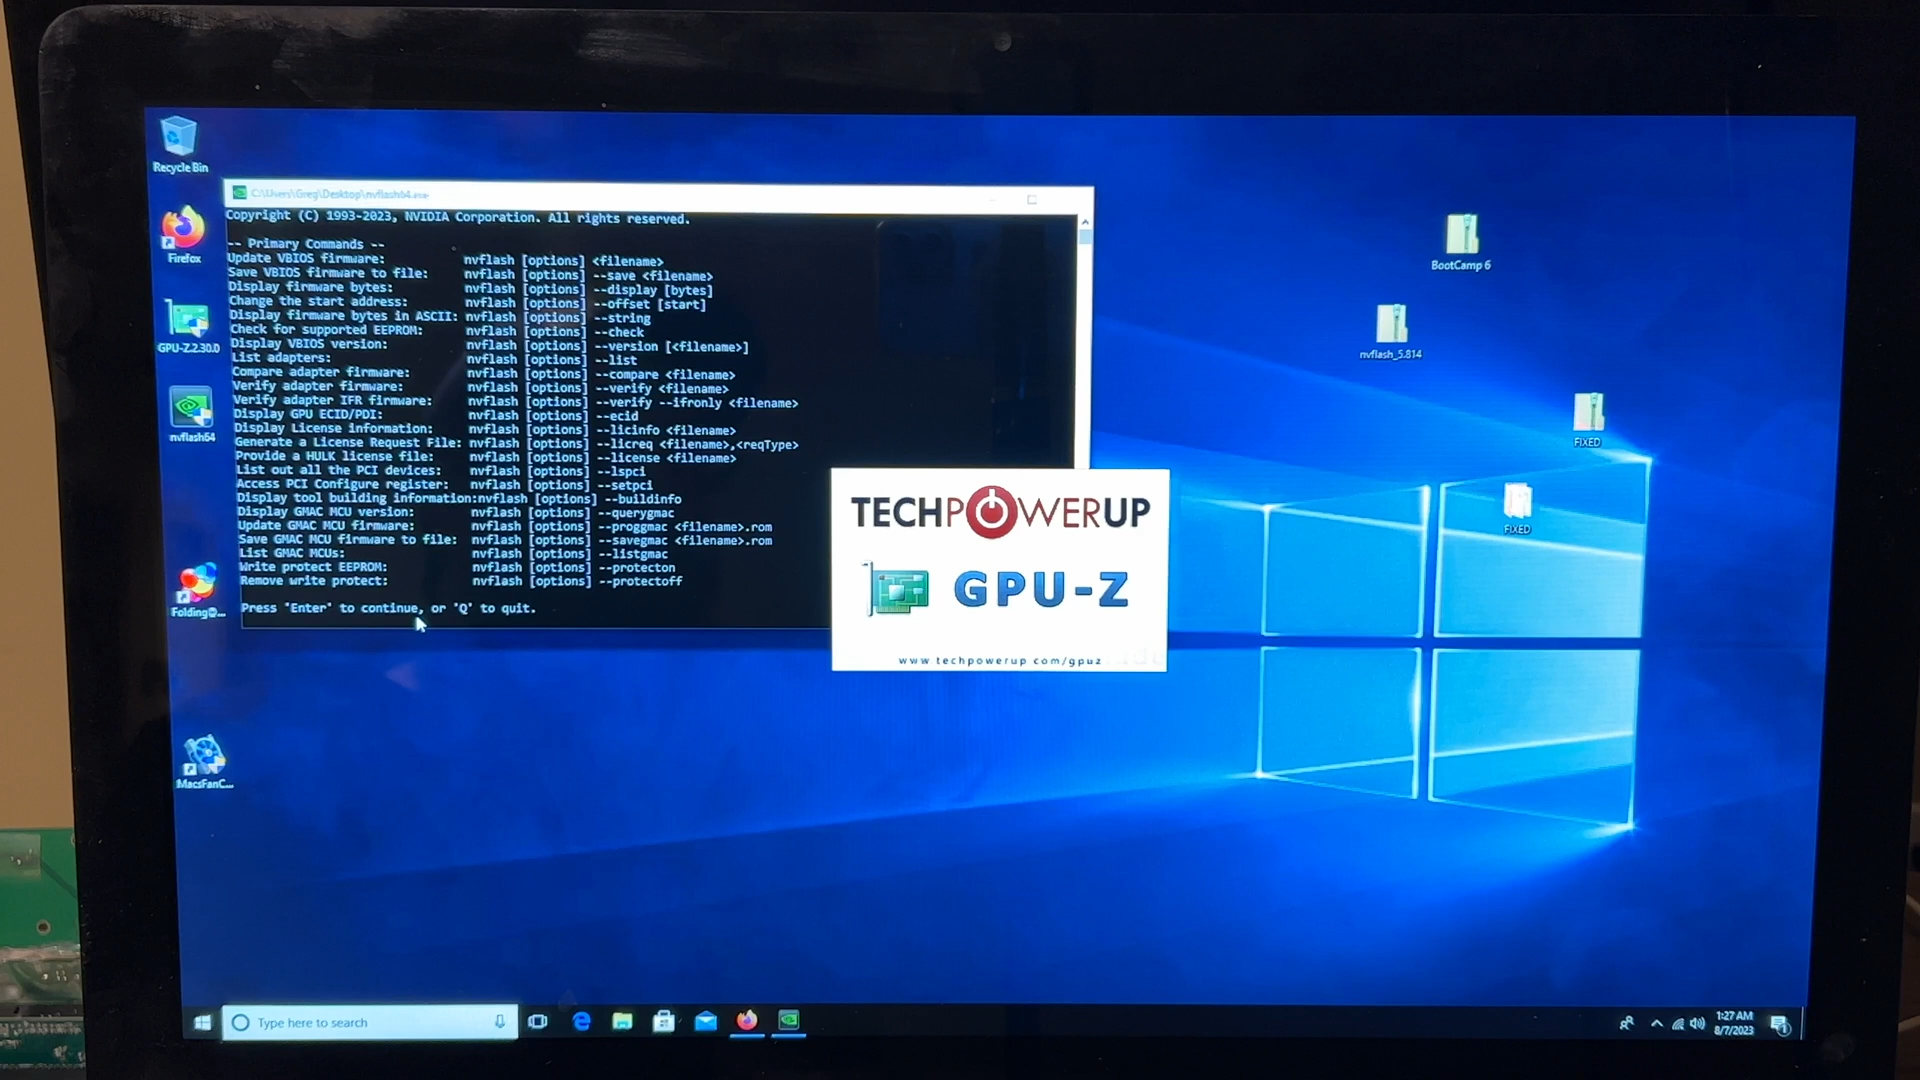 Recycle Bin
Firefox
GPU-Z.2.30.0
nvflash64
Folding@...
MacsFanC...
C:\Users\Greg\Desktop\nvflash64.exe
Copyright (C) 1993-2023, NVIDIA Corporation. All rights reserved.
-- Primary Commands --
Update VBIOS firmware: nvflash [options] <filename>
Save VBIOS firmware to file: nvflash [options] --save <filename>
Display firmware bytes: nvflash [options] --display [bytes]
Change the start address: nvflash [options] --offset [start]
Display firmware bytes in ASCII: nvflash [options] --string
Check for supported EEPROM: nvflash [options] --check
Display VBIOS version: nvflash [options] --version [<filename>]
List adapters: nvflash [options] --list
Compare adapter firmware: nvflash [options] --compare <filename>
Verify adapter firmware: nvflash [options] --verify <filename>
Verify adapter IFR firmware: nvflash [options] --verify --ifronly <filename>
Display GPU ECID/PDI: nvflash [options] --ecid
Display License information: nvflash [options] --licinfo <filename>
Generate a License Request File: nvflash [options] --licreq <filename>,<reqType>
Provide a HULK license file: nvflash [options] --license <filename>
List out all the PCI devices: nvflash [options] --lspci
Access PCI Configure register: nvflash [options] --setpci
Display tool building information:nvflash [options] --buildinfo
Display GMAC MCU version: nvflash [options] --querygmac
Update GMAC MCU firmware: nvflash [options] --proggmac <filename>.rom
Save GMAC MCU firmware to file: nvflash [options] --savegmac <filename>.rom
List GMAC MCUs: nvflash [options] --listgmac
Write protect EEPROM: nvflash [options] --protecton
Remove write protect: nvflash [options] --protectoff
Press 'Enter' to continue, or 'Q' to quit.
TECHPOWERUP
GPU-Z
www.techpowerup.com/gpuz
BootCamp 6
nvflash_5.814
FIXED
FIXED
Type here to search
1:27 AM
8/7/2023
1